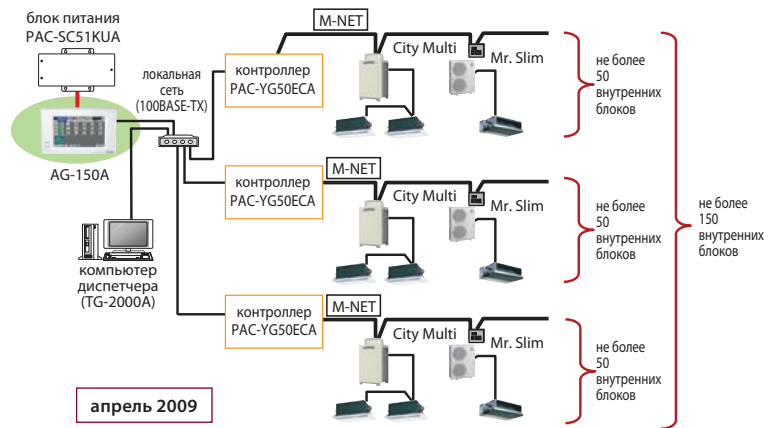 блок питания
PAC-SC51KUA
AG-150A
локальная
сеть
(100BASE-TX)
компьютер
диспетчера
(TG-2000A)
контроллер
PAC-YG50ECA
M-NET
City Multi
Mr. Slim
не более
50
внутренних
блоков
контроллер
PAC-YG50ECA
M-NET
City Multi
Mr. Slim
не более
50
внутренних
блоков
контроллер
PAC-YG50ECA
M-NET
City Multi
Mr. Slim
не более
50
внутренних
блоков
не более
150
внутренних
блоков
апрель 2009